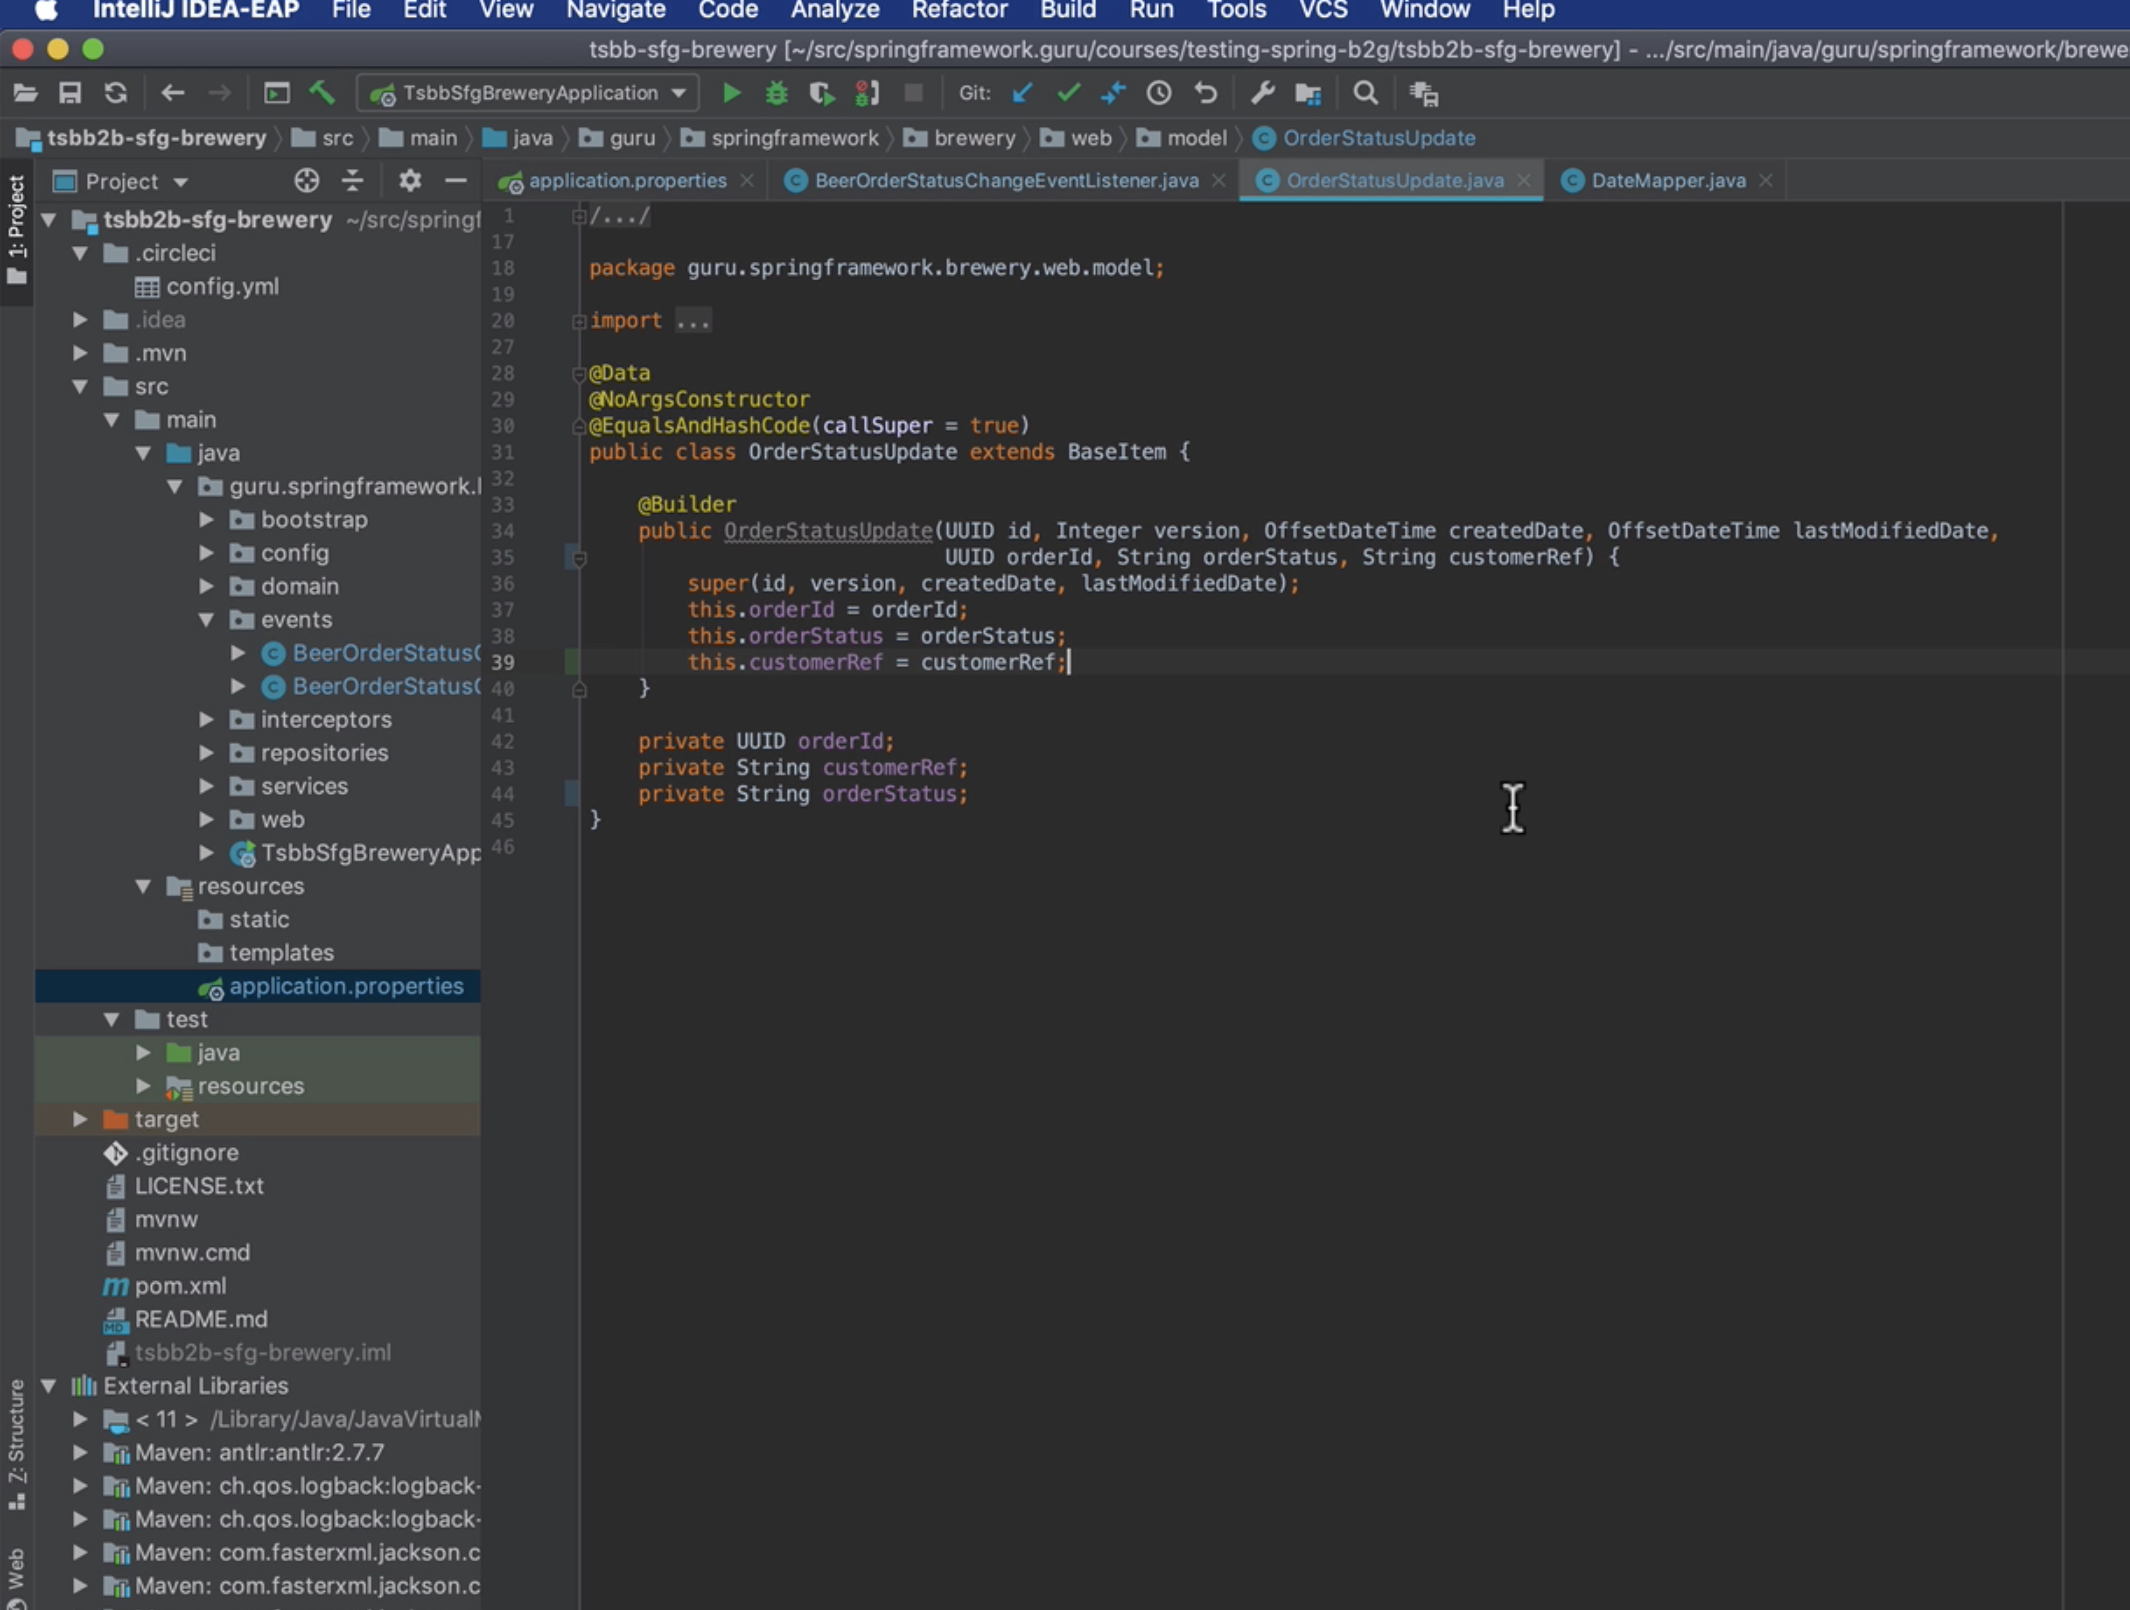 IntelliJ IDEA-EAP File Edit View Navigate Code Analyze Refactor Build Run Tools VCS Window Help
tsbb-sfg-brewery [~/src/springframework.guru/courses/testing-spring-b2g/tsbb2b-sfg-brewery] - .../src/main/java/guru/springframework/brewe
TsbbSfgBreweryApplication Git:
tsbb2b-sfg-brewery src main java guru springframework brewery web model OrderStatusUpdate
1: Project
Project
application.properties BeerOrderStatusChangeEventListener.java OrderStatusUpdate.java DateMapper.java
tsbb2b-sfg-brewery ~/src/springf
.circleci
config.yml
.idea
.mvn
src
main
java
guru.springframework.
bootstrap
config
domain
events
BeerOrderStatusC
BeerOrderStatusC
interceptors
repositories
services
web
TsbbSfgBreweryApp
resources
static
templates
application.properties
test
java
resources
target
.gitignore
LICENSE.txt
mvnw
mvnw.cmd
pom.xml
README.md
tsbb2b-sfg-brewery.iml
External Libraries
< 11 > /Library/Java/JavaVirtualM
Maven: antlr:antlr:2.7.7
Maven: ch.qos.logback:logback-
Maven: ch.qos.logback:logback-
Maven: com.fasterxml.jackson.c
Maven: com.fasterxml.jackson.c
Z: Structure
Web
1 /.../
17
18 package guru.springframework.brewery.web.model;
19
20 import ...
27
28 @Data
29 @NoArgsConstructor
30 @EqualsAndHashCode(callSuper = true)
31 public class OrderStatusUpdate extends BaseItem {
32
33 @Builder
34 public OrderStatusUpdate(UUID id, Integer version, OffsetDateTime createdDate, OffsetDateTime lastModifiedDate,
35 UUID orderId, String orderStatus, String customerRef) {
36 super(id, version, createdDate, lastModifiedDate);
37 this.orderId = orderId;
38 this.orderStatus = orderStatus;
39 this.customerRef = customerRef;
40 }
41
42 private UUID orderId;
43 private String customerRef;
44 private String orderStatus;
45 }
46